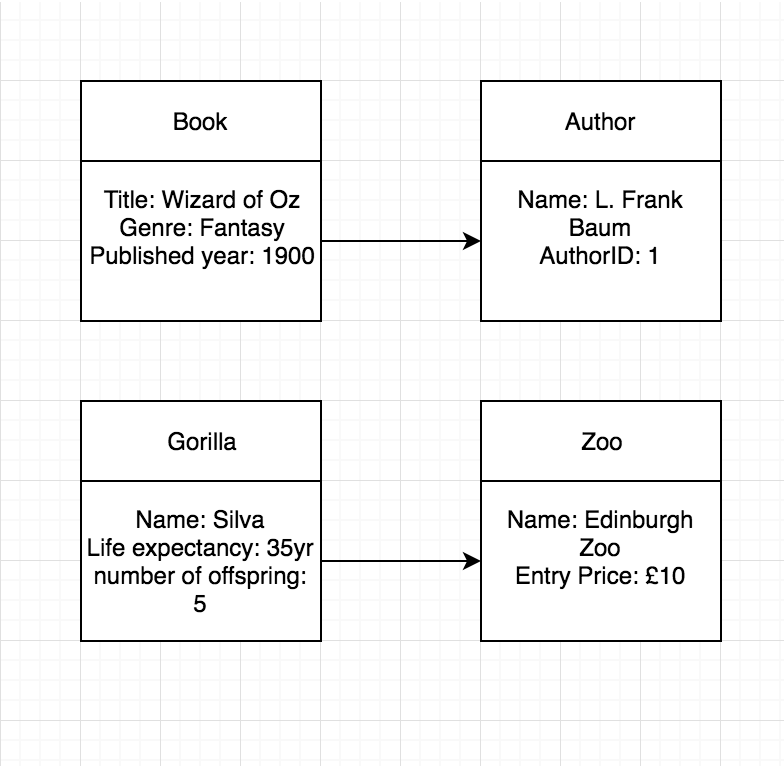 Book
Title: Wizard of Oz
Genre: Fantasy
Published year: 1900
Author
Name: L. Frank
Baum
AuthorID: 1
Gorilla
Name: Silva
Life expectancy: 35yr
number of offspring:
5
Zoo
Name: Edinburgh
Zoo
Entry Price: £10